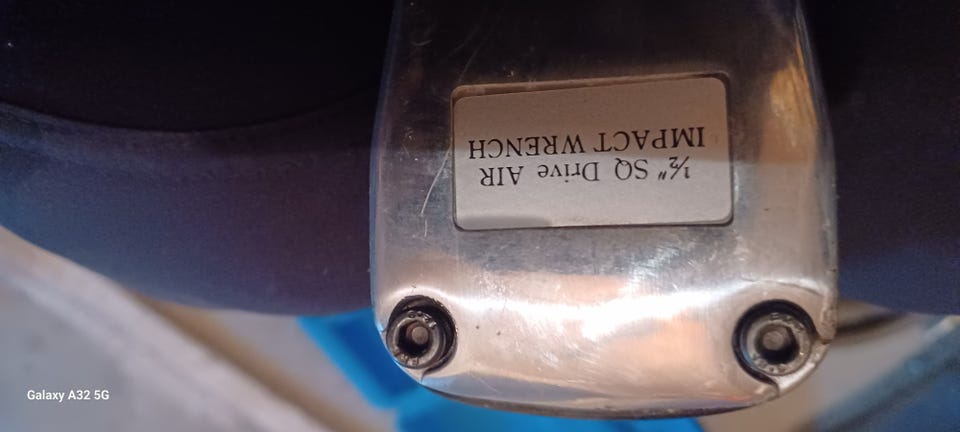 ½" SQ Drive AIR
IMPACT WRENCH
Galaxy A32 5G